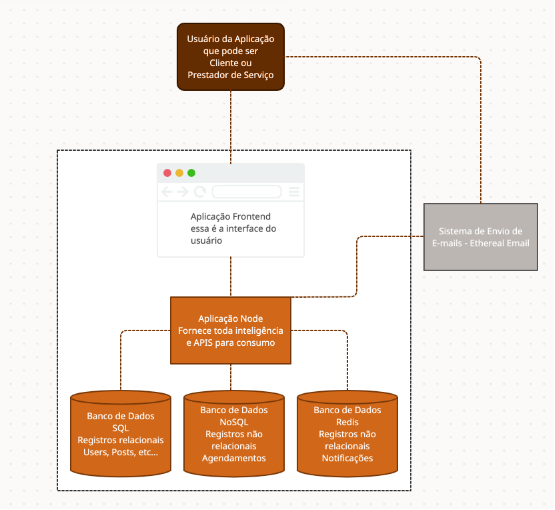 Usuário da Aplicação
que pode ser
Cliente ou
Prestador de Serviço
Aplicação Frontend
essa é a interface do
usuário
Sistema de Envio de
E-mails - Ethereal Email
Aplicação Node
Fornece toda inteligência
e APIS para consumo
Banco de Dados
SQL
Registros relacionais
Users, Posts, etc...
Banco de Dados
NoSQL
Registros não
relacionais
Agendamentos
Banco de Dados
Redis
Registros não
relacionais
Notificações